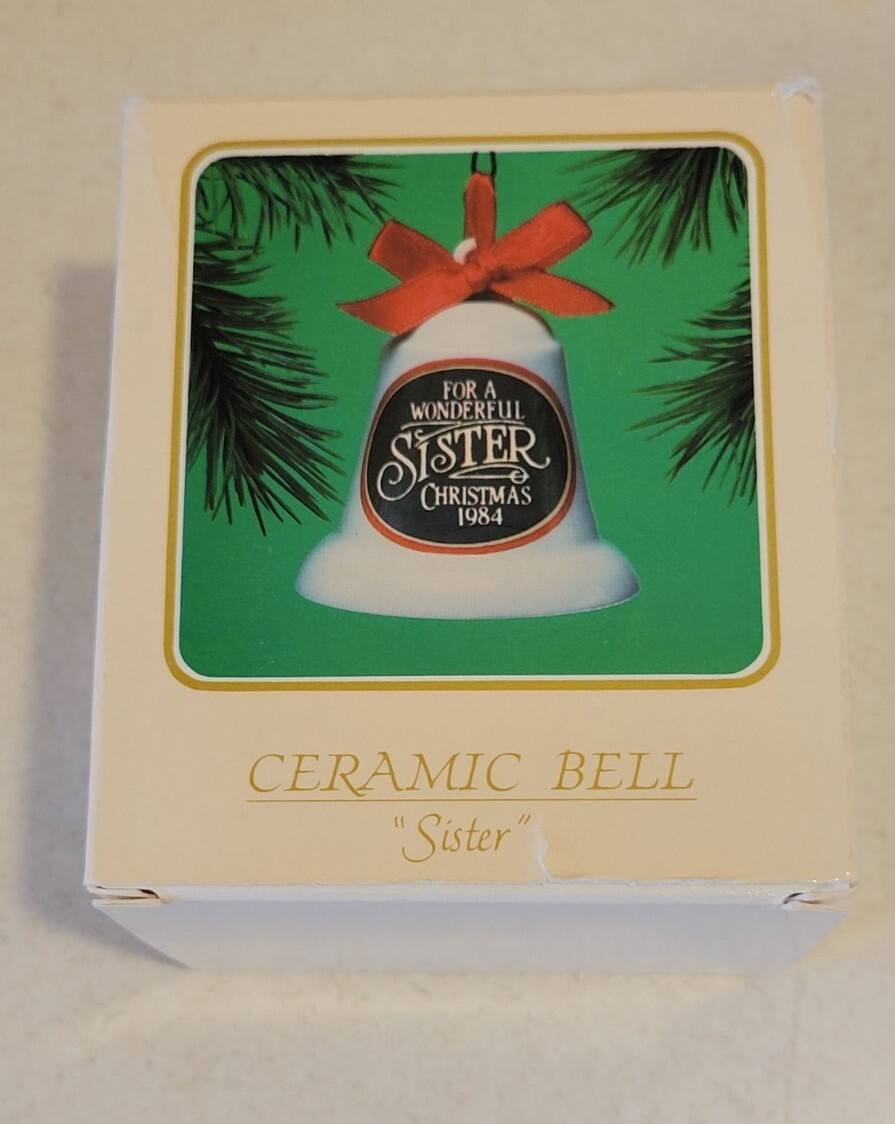 FOR A
WONDERFUL
SISTER
CHRISTMAS
1984
CERAMIC BELL
"Sister"